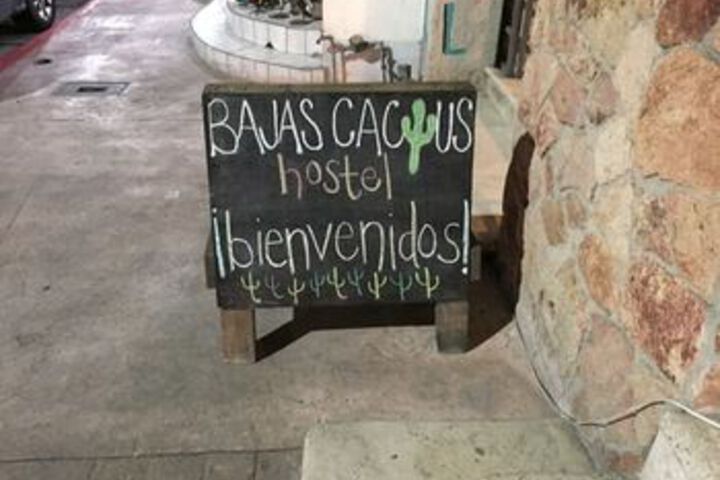 BAJAS CACTUS
hostel
¡bienvenidos!
L